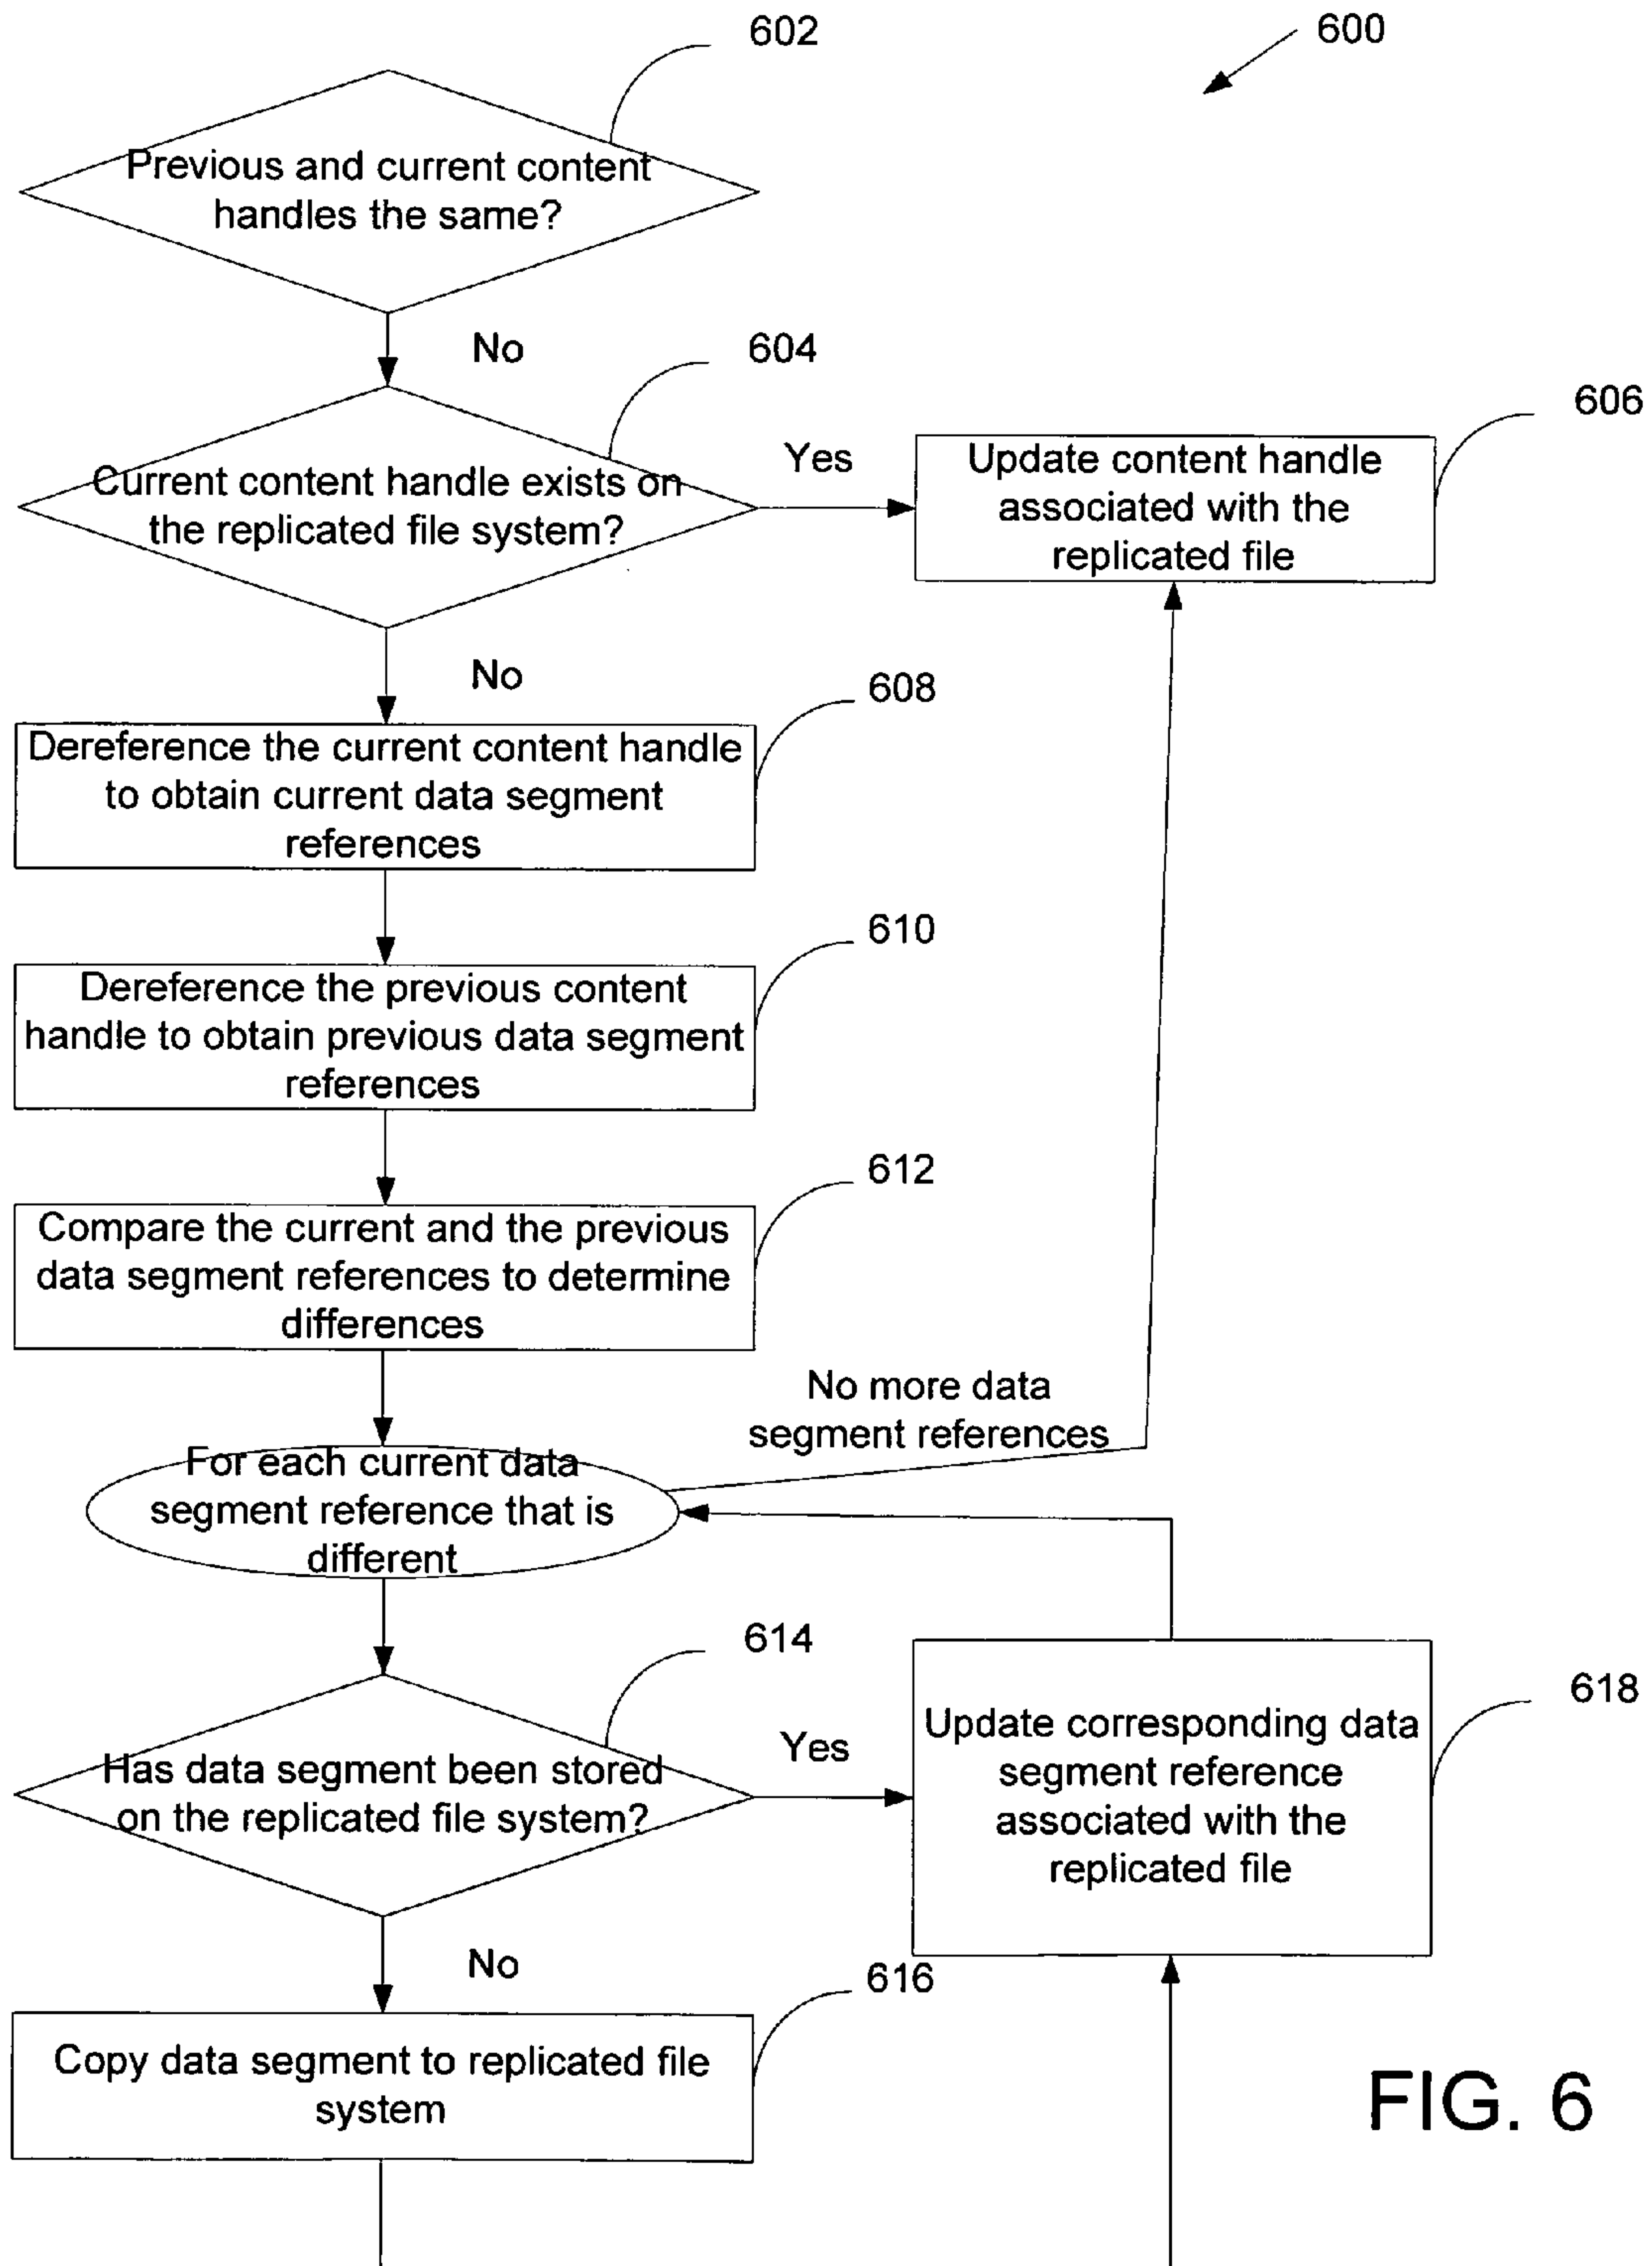 602
600
Previous and current content
handles the same?
No
604
606
Current content handle exists on
the replicated file system?
Yes
Update content handle
associated with the
replicated file
No
608
Dereference the current content handle
to obtain current data segment
references
610
Dereference the previous content
handle to obtain previous data segment
references
612
Compare the current and the previous
data segment references to determine
differences
No more data
segment references
For each current data
segment reference that is
different
614
618
Has data segment been stored
on the replicated file system?
Yes
Update corresponding data
segment reference
associated with the
replicated file
No
616
Copy data segment to replicated file
system
FIG. 6